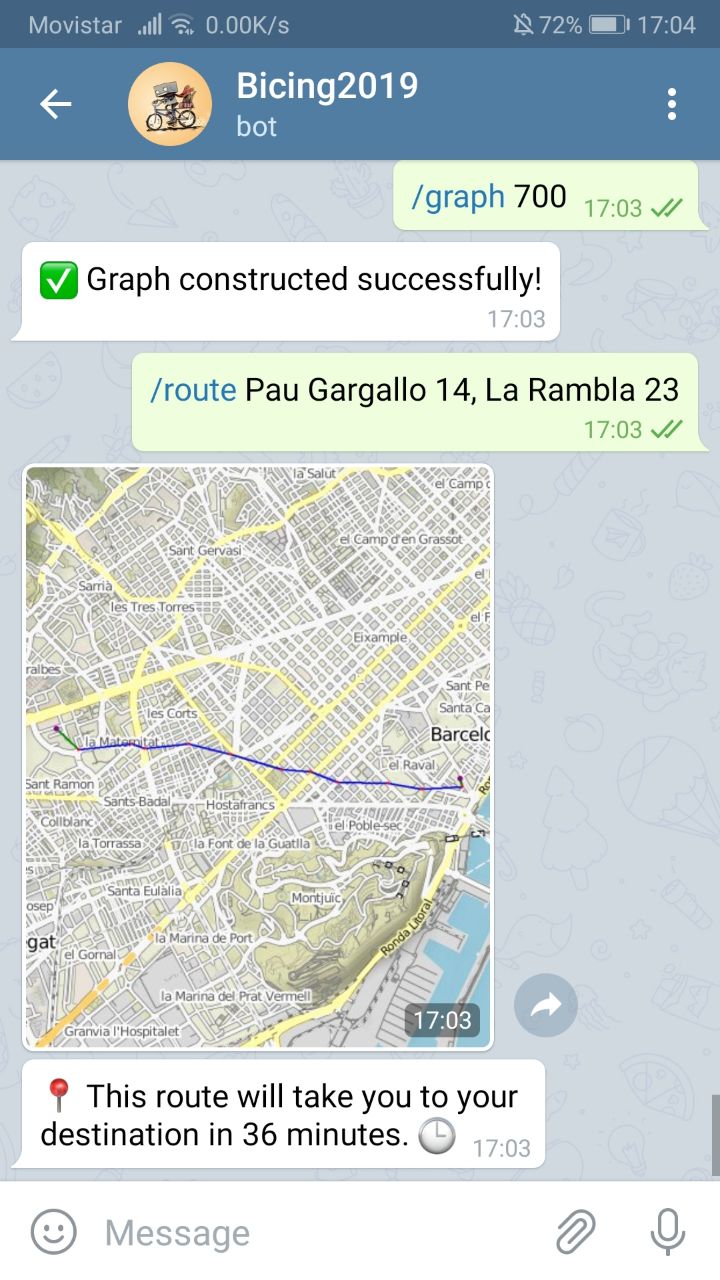 Movistar 0.00K/s 72% 17:04
Bicing2019
bot
/graph 700 17:03
✅ Graph constructed successfully!
17:03
/route Pau Gargallo 14, La Rambla 23
17:03
la Salut
el Camp d
el Camp d'en Grassot
Sant Gervasi
el
Sarrià
les Tres Torres
el F
Eixample
ralbes
Sant Pe
Santa Ca
les Corts
Barcelo
la Maternitat
el Raval
Sant Ramon
Sants-Badal
Hostafrancs
Collblanc
el Poble-sec
la Torrassa
la Font de la Guatlla
Santa Eulàlia
Montjuïc
osep
gat
la Marina de Port
el Gornal
Ronda Litoral
la Marina del Prat Vermell
17:03
Granvia l'Hospitalet
📍 This route will take you to your
destination in 36 minutes. 🕒 17:03
Message